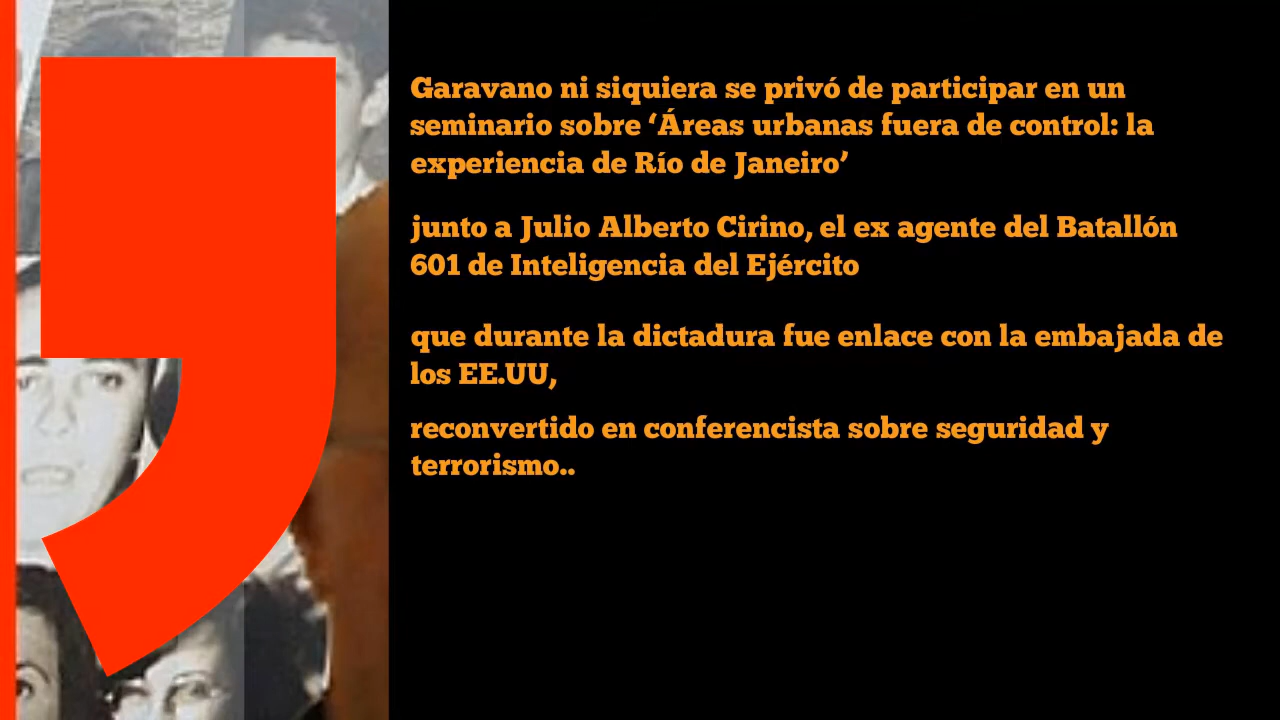 Garavano ni siquiera se privó de participar en un
seminario sobre ‘Áreas urbanas fuera de control: la
experiencia de Río de Janeiro’
junto a Julio Alberto Cirino, el ex agente del Batallón
601 de Inteligencia del Ejército
que durante la dictadura fue enlace con la embajada de
los EE.UU,
reconvertido en conferencista sobre seguridad y
terrorismo..